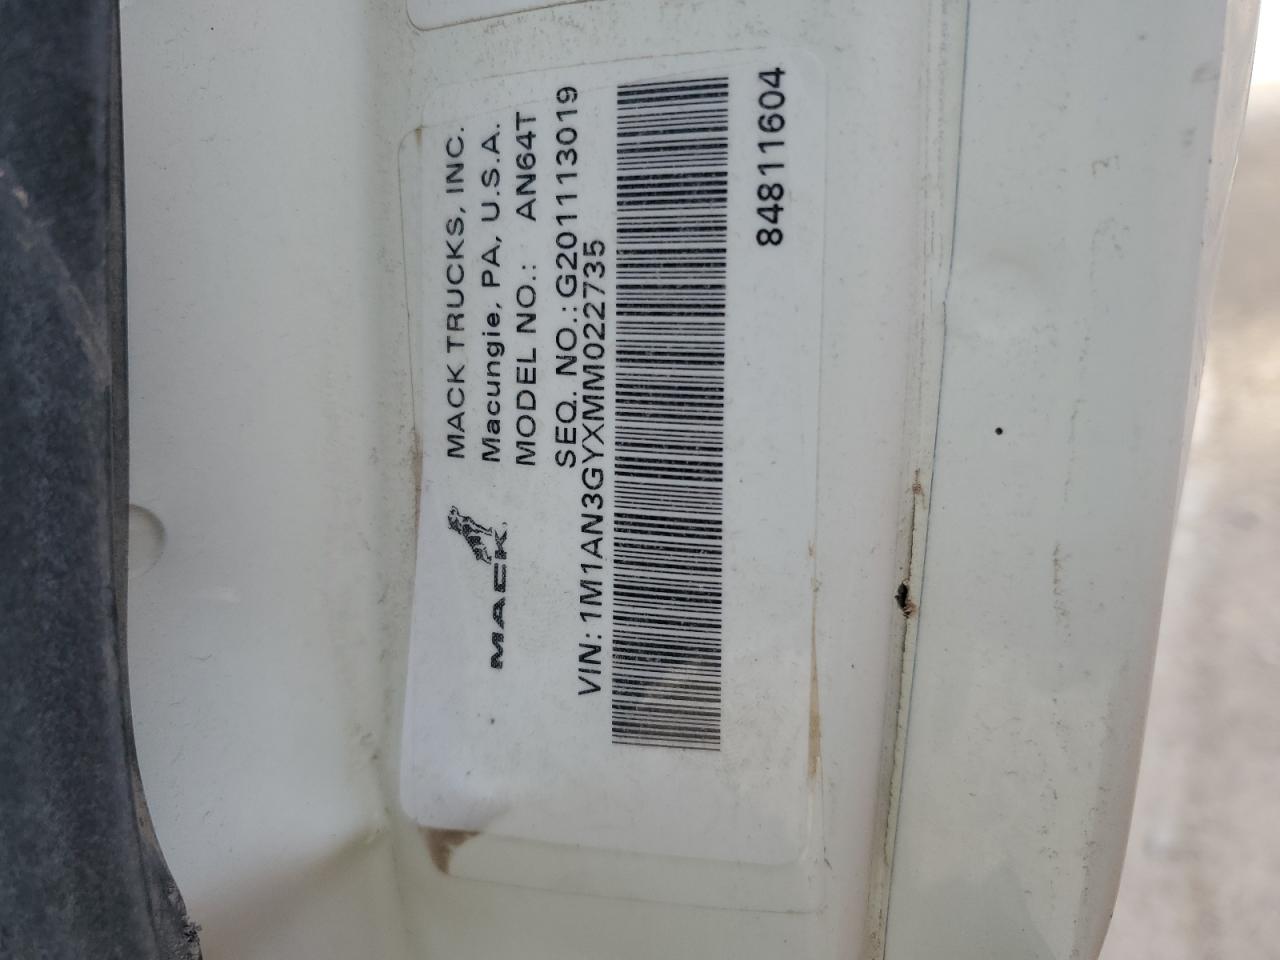 MACK
MACK TRUCKS, INC.
Macungie, PA, U.S.A.
MODEL NO.: AN64T
SEQ. NO.: G201113019
VIN: 1M1AN3GYXMM022735
84811604